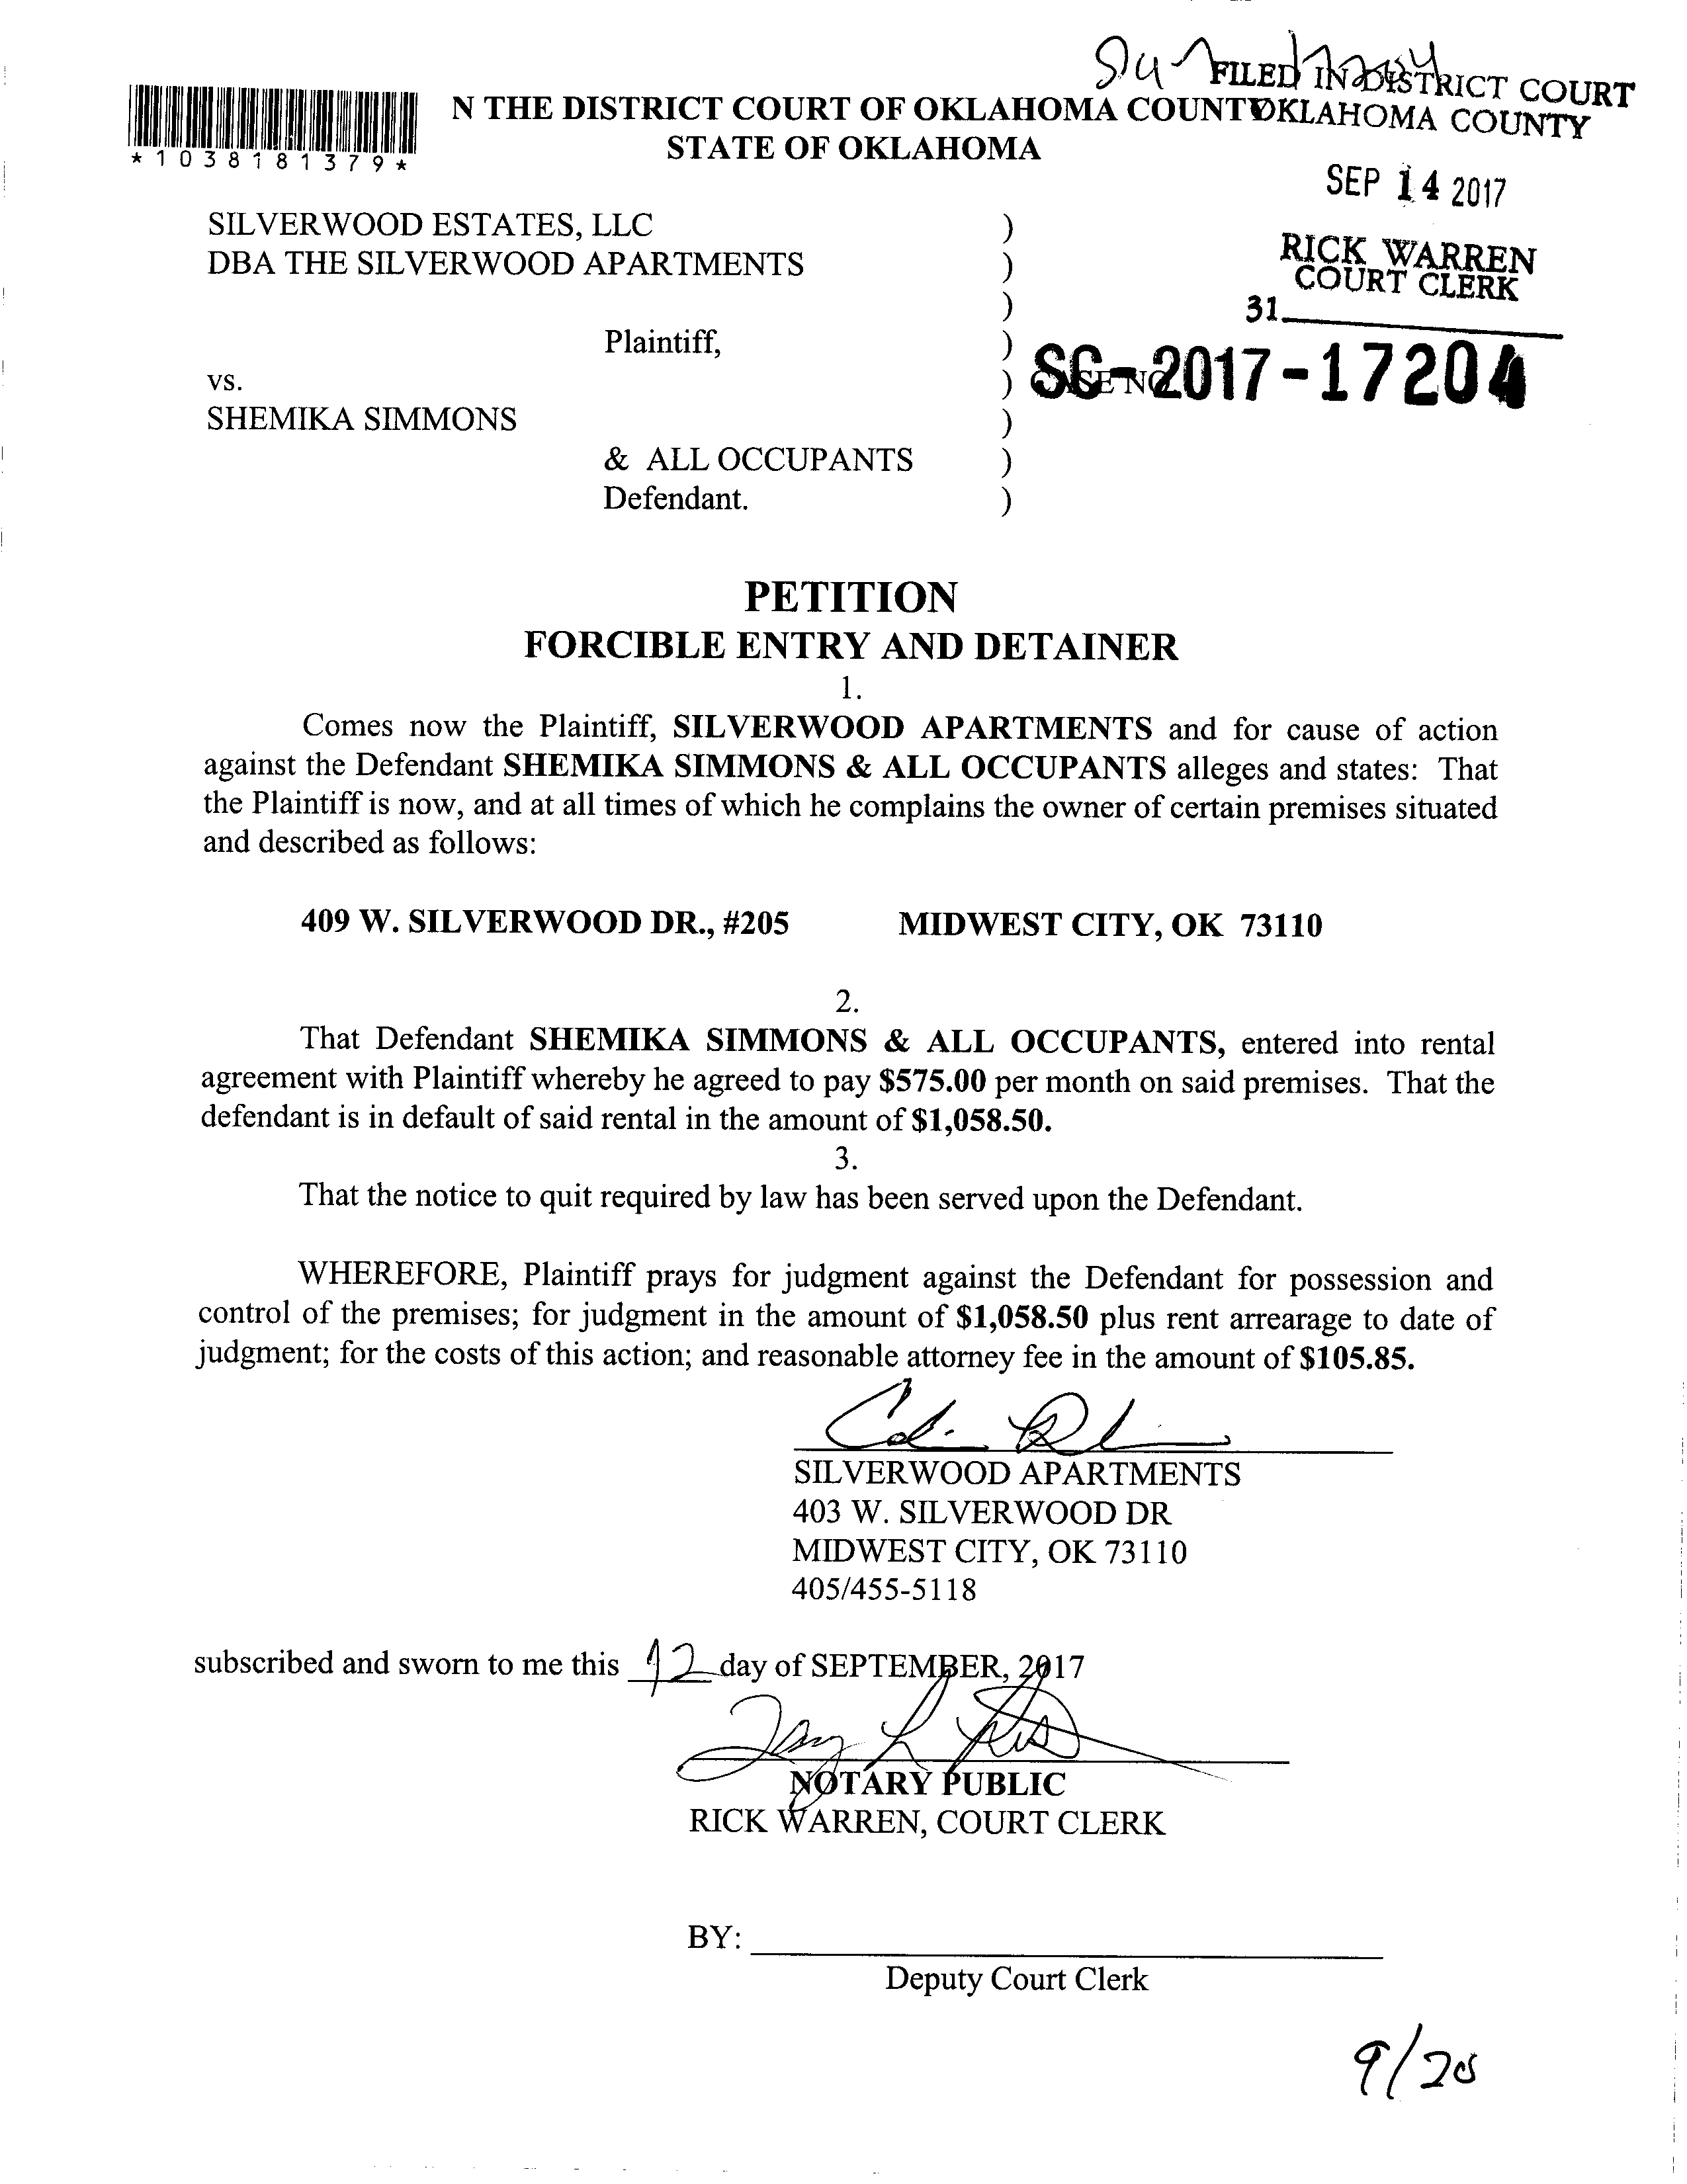 FILED IN DISTRICT COURT
OKLAHOMA COUNTY
N THE DISTRICT COURT OF OKLAHOMA COUNTY
STATE OF OKLAHOMA
*1038181379*
SEP 14 2017
RICK WARREN
COURT CLERK
31
SILVERWOOD ESTATES, LLC )
DBA THE SILVERWOOD APARTMENTS )
)
Plaintiff, )
vs. ) CASE NO.
SC-2017-17204
SHEMIKA SIMMONS )
& ALL OCCUPANTS )
Defendant. )
PETITION
FORCIBLE ENTRY AND DETAINER
1.
Comes now the Plaintiff, SILVERWOOD APARTMENTS and for cause of action
against the Defendant SHEMIKA SIMMONS & ALL OCCUPANTS alleges and states: That
the Plaintiff is now, and at all times of which he complains the owner of certain premises situated
and described as follows:
409 W. SILVERWOOD DR., #205 MIDWEST CITY, OK 73110
2.
That Defendant SHEMIKA SIMMONS & ALL OCCUPANTS, entered into rental
agreement with Plaintiff whereby he agreed to pay $575.00 per month on said premises. That the
defendant is in default of said rental in the amount of $1,058.50.
3.
That the notice to quit required by law has been served upon the Defendant.
WHEREFORE, Plaintiff prays for judgment against the Defendant for possession and
control of the premises; for judgment in the amount of $1,058.50 plus rent arrearage to date of
judgment; for the costs of this action; and reasonable attorney fee in the amount of $105.85.
SILVERWOOD APARTMENTS
403 W. SILVERWOOD DR
MIDWEST CITY, OK 73110
405/455-5118
subscribed and sworn to me this 12 day of SEPTEMBER, 2017
NOTARY PUBLIC
RICK WARREN, COURT CLERK
BY:
Deputy Court Clerk